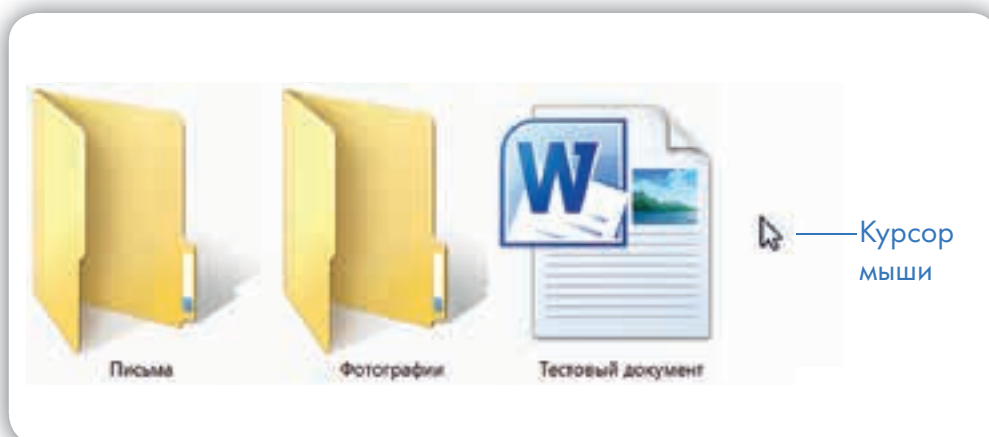 W
Курсор
мыши
Письма
Фотографии
Тестовый документ